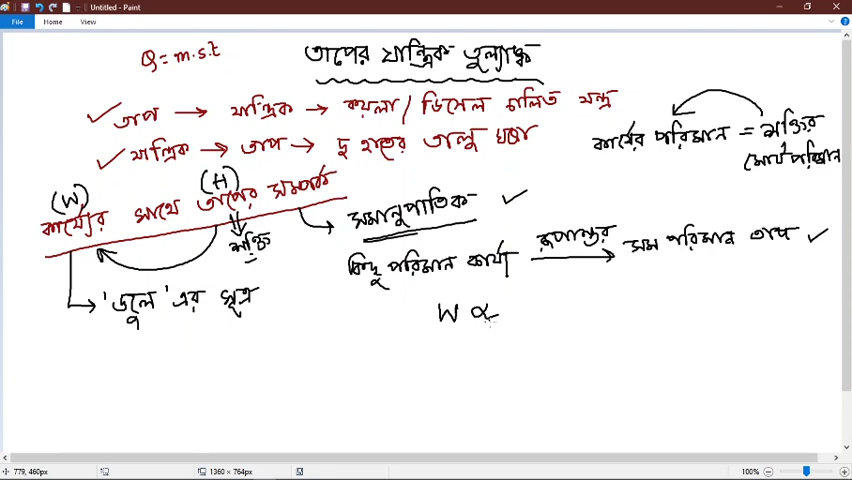 Untitled - Paint
File Home View
Q = m.s.t
তাপের যান্ত্রিক তুল্যাঙ্ক
তাপ → যান্ত্রিক → কয়লা / ডিসেল চালিত যন্ত্র
যান্ত্রিক → তাপ → দু হাতের তালু ঘষা
কার্যের পরিমান = শক্তির
মোট পরিমান
(W) (H)
কার্য্যের সাথে তাপের সম্পর্ক
শক্তি
সমানুপাতিক
কিছু পরিমান কার্য্য রূপান্তর → সম পরিমান তাপ
'জুল' এর সূত্র
W ∝
779, 460px 1360 × 764px 100%